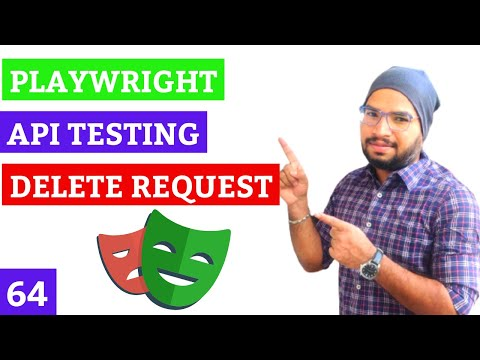 PLAYWRIGHT
API TESTING
DELETE REQUEST
64